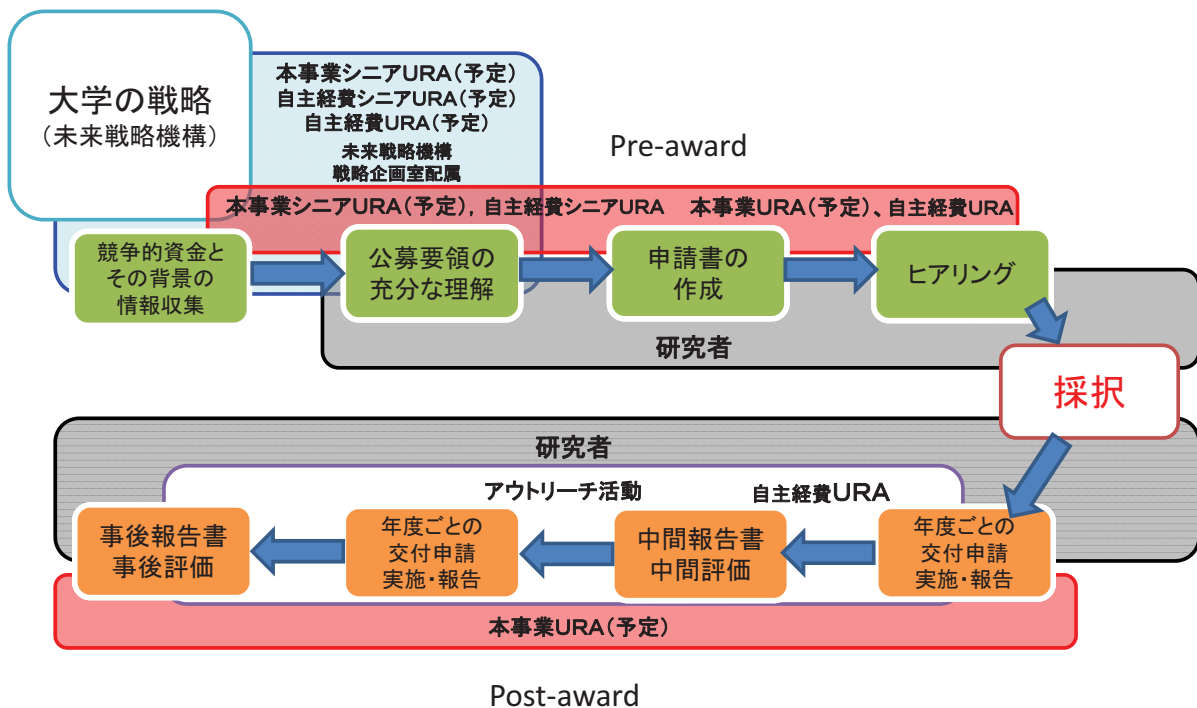 大学の戦略
(未来戦略機構)
本事業シニアURA(予定)
自主経費シニアURA(予定)
自主経費URA(予定)
未来戦略機構
戦略企画室配属
Pre-award
本事業シニアURA(予定), 自主経費シニアURA 本事業URA(予定)、自主経費URA
競争的資金と
その背景の
情報収集
公募要領の
充分な理解
申請書の
作成
ヒアリング
研究者
採択
研究者
アウトリーチ活動
自主経費URA
事後報告書
事後評価
年度ごとの
交付申請
実施・報告
中間報告書
中間評価
年度ごとの
交付申請
実施・報告
本事業URA(予定)
Post-award